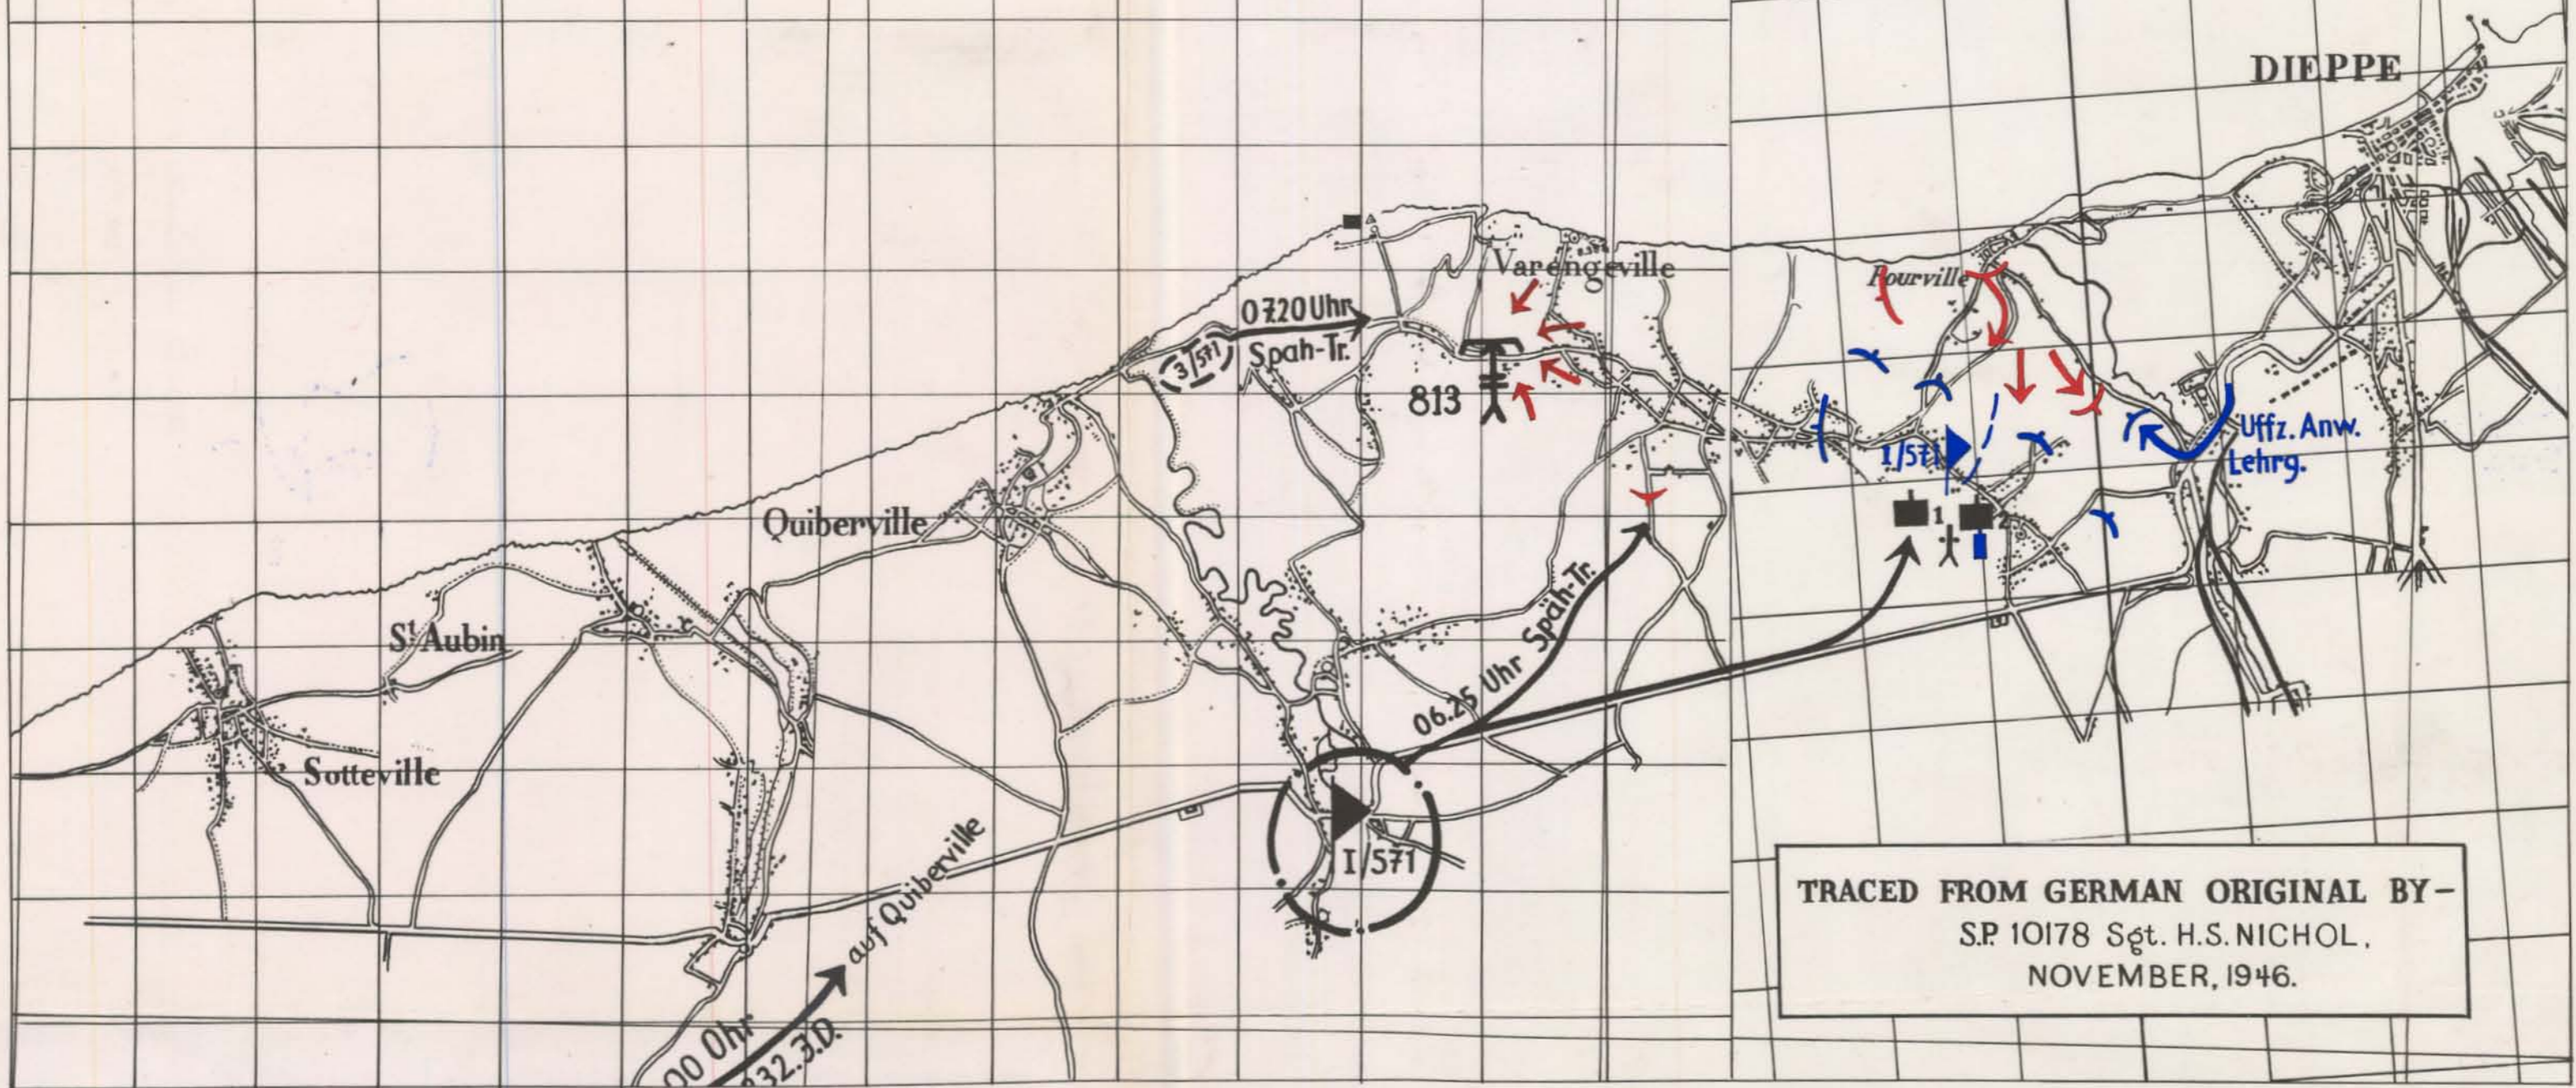 DIEPPE
Varengeville
Pourville
0720 Uhr
Spah-Tr.
3/571
813
I/571
Uffz. Anw.
Lehrg.
1
2
Quiberville
St Aubin
06.25 Uhr Spah-Tr.
Sotteville
I/571
auf Quiberville
00 Uhr
332. J.D.
TRACED FROM GERMAN ORIGINAL BY-
S.P. 10178 Sgt. H.S. NICHOL,
NOVEMBER, 1946.